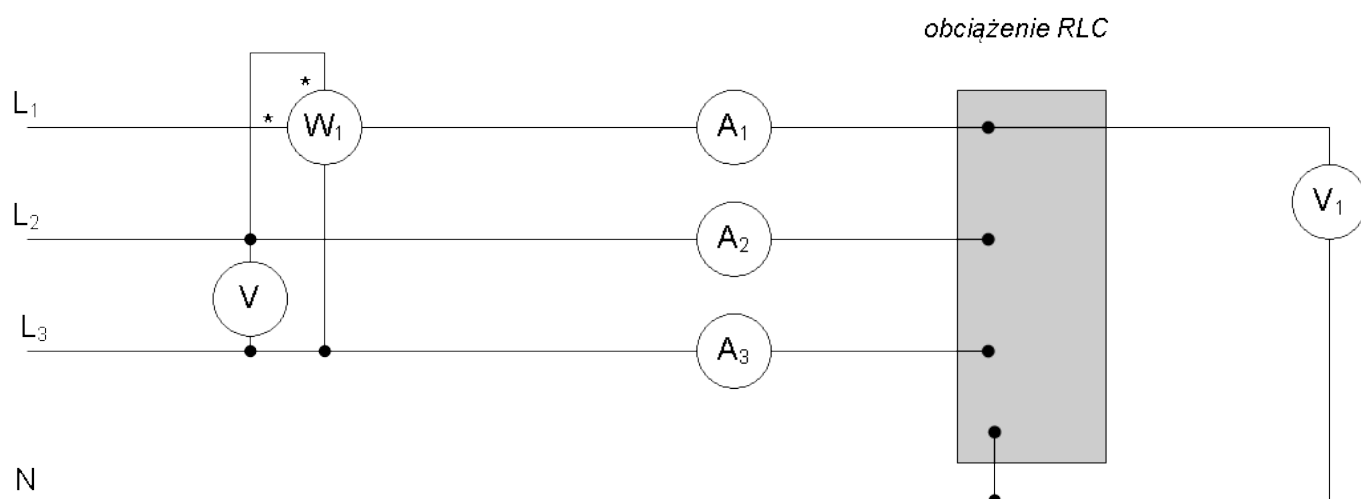 obciążenie RLC
* 
L₁ * W₁ A₁
L₂ A₂ V₁
V
L₃ A₃
N